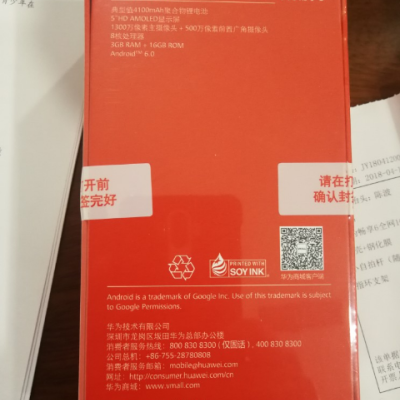 典型值4100mAh聚合物锂电池
5"HD AMOLED显示屏
1300万像素主摄像头 + 500万像素前置广角摄像头
8核处理器
3GB RAM + 16GB ROM
Android™ 6.0
开前
签完好
请在打
确认封
PRINTED WITH
SOY INK
华为商城客户端
Android is a trademark of Google Inc. Use of this trademark is subject
to Google Permissions.
华为技术有限公司
深圳市龙岗区坂田华为总部办公楼
消费者服务热线: 800 830 8300 (仅固话), 400 830 8300
公司总机: +86-755-28780808
消费者服务邮箱: mobile@huawei.com
网址: http://consumer.huawei.com/cn
华为商城: www.vmall.com